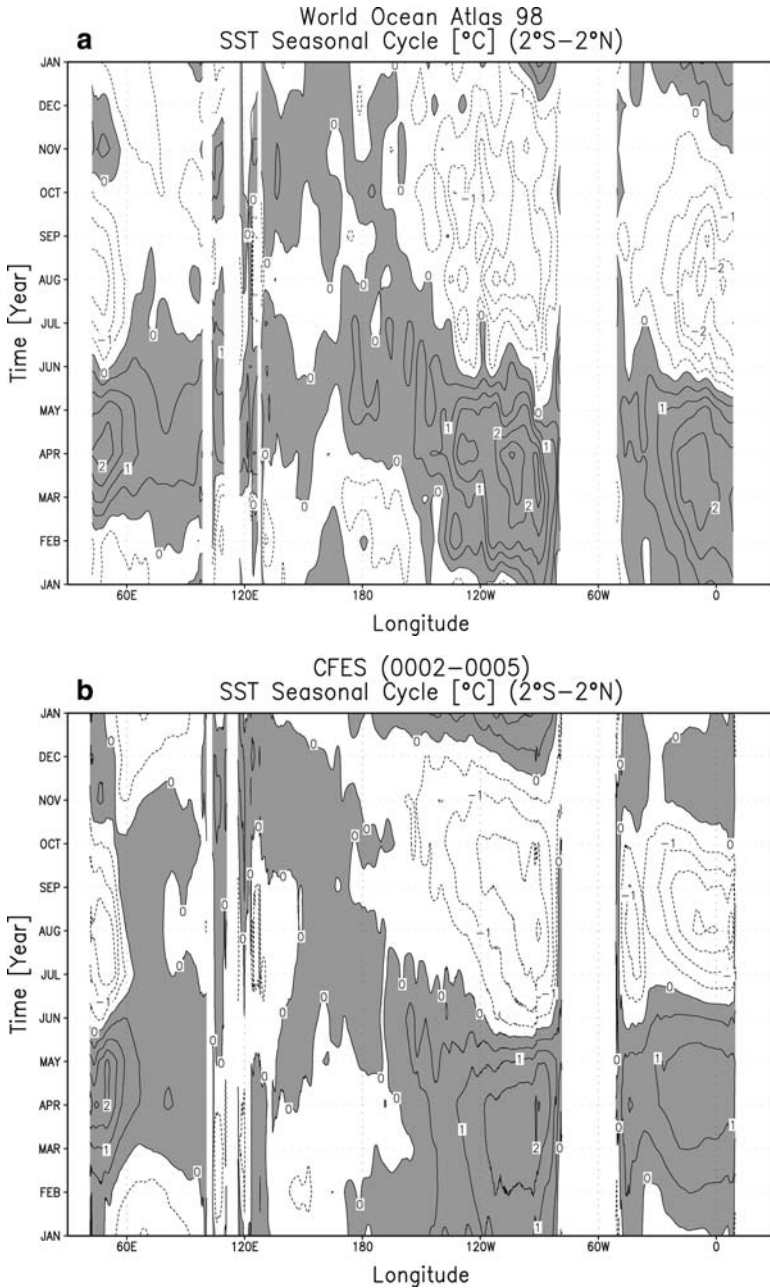 a
World Ocean Atlas 98
SST Seasonal Cycle [°C] (2°S−2°N)
Time [Year]
JAN
DEC
NOV
OCT
SEP
AUG
JUL
JUN
MAY
APR
MAR
FEB
JAN
60E 120E 180 120W 60W 0
Longitude
b
CFES (0002−0005)
SST Seasonal Cycle [°C] (2°S−2°N)
Time [Year]
JAN
DEC
NOV
OCT
SEP
AUG
JUL
JUN
MAY
APR
MAR
FEB
JAN
60E 120E 180 120W 60W 0
Longitude